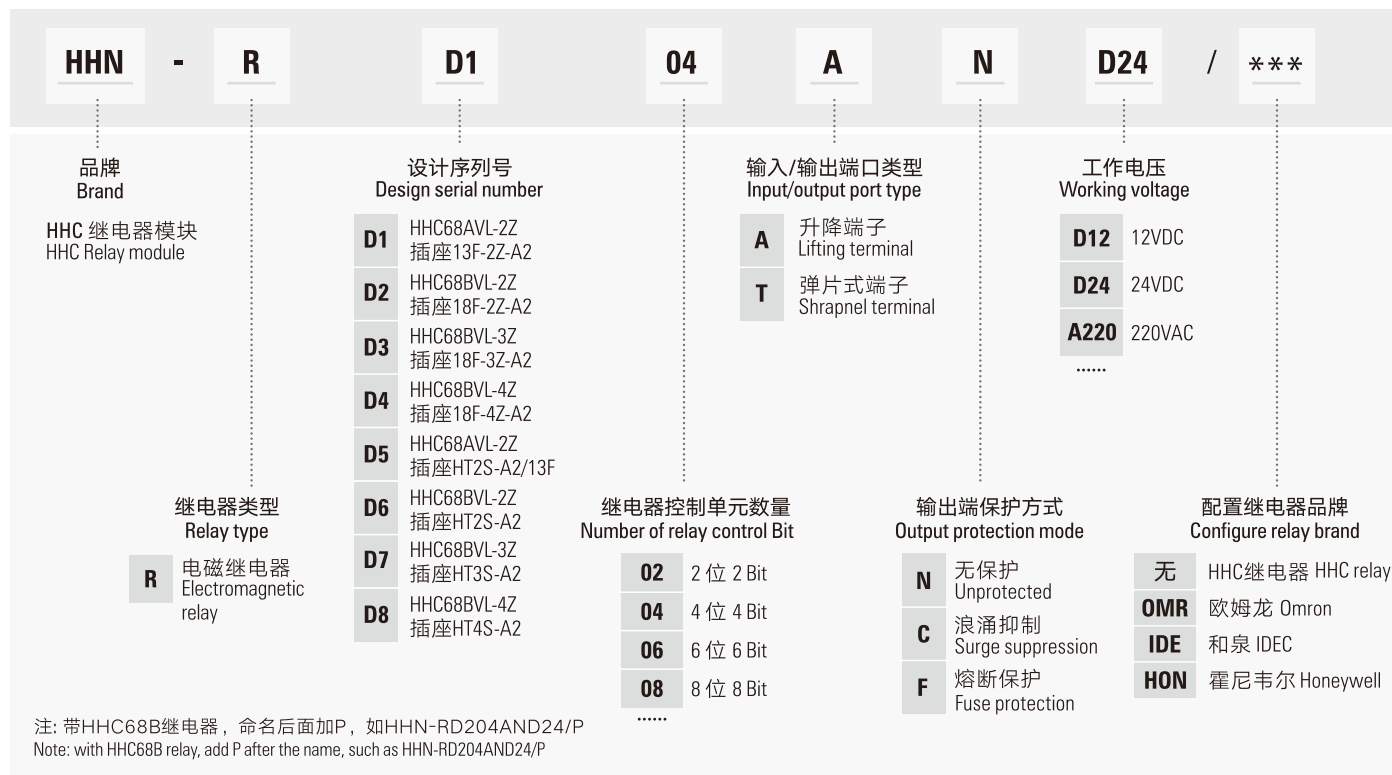 HHN - R D1 04 A N D24 / ***
品牌
Brand
HHC 继电器模块
HHC Relay module
继电器类型
Relay type
R 电磁继电器
Electromagnetic
relay
设计序列号
Design serial number
D1 HHC68AVL-2Z
插座13F-2Z-A2
D2 HHC68BVL-2Z
插座18F-2Z-A2
D3 HHC68BVL-3Z
插座18F-3Z-A2
D4 HHC68BVL-4Z
插座18F-4Z-A2
D5 HHC68AVL-2Z
插座HT2S-A2/13F
D6 HHC68BVL-2Z
插座HT2S-A2
D7 HHC68BVL-3Z
插座HT3S-A2
D8 HHC68BVL-4Z
插座HT4S-A2
继电器控制单元数量
Number of relay control Bit
02 2 位 2 Bit
04 4 位 4 Bit
06 6 位 6 Bit
08 8 位 8 Bit
......
输入/输出端口类型
Input/output port type
A 升降端子
Lifting terminal
T 弹片式端子
Shrapnel terminal
输出端保护方式
Output protection mode
N 无保护
Unprotected
C 浪涌抑制
Surge suppression
F 熔断保护
Fuse protection
工作电压
Working voltage
D12 12VDC
D24 24VDC
A220 220VAC
......
配置继电器品牌
Configure relay brand
无 HHC继电器 HHC relay
OMR 欧姆龙 Omron
IDE 和泉 IDEC
HON 霍尼韦尔 Honeywell
注: 带HHC68B继电器，命名后面加P，如HHN-RD204AND24/P
Note: with HHC68B relay, add P after the name, such as HHN-RD204AND24/P